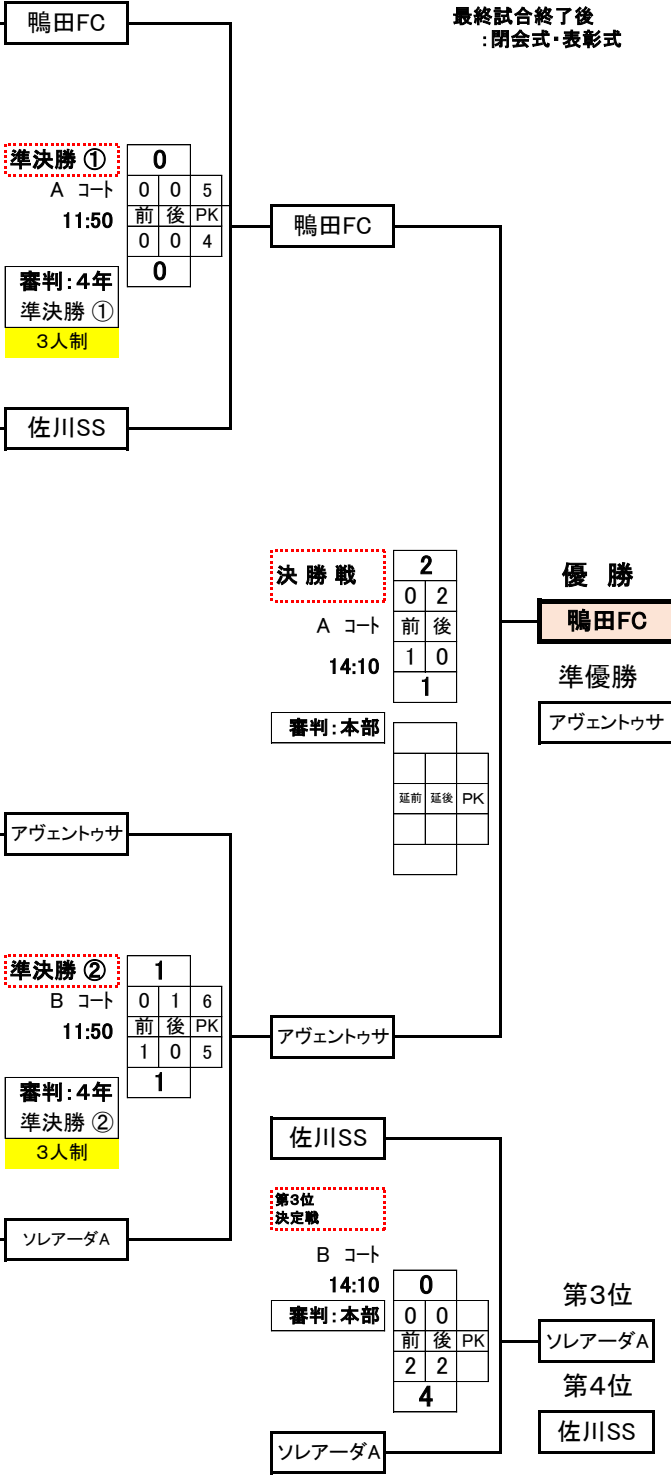 鴨田FC
最終試合終了後
：閉会式・表彰式
準決勝 ①
0
A コート
0 0 5
11:50
前 後 PK
0 0 4
0
審判：4年
準決勝 ①
3人制
鴨田FC
佐川SS
決 勝 戦
2
0 2
A コート
前 後
14:10
1 0
1
審判：本部
延前 延後 PK
優 勝
鴨田FC
準優勝
アヴェントゥサ
アヴェントゥサ
準決勝 ②
1
B コート
0 1 6
11:50
前 後 PK
1 0 5
1
審判：4年
準決勝 ②
3人制
アヴェントゥサ
ソレアーダA
佐川SS
第3位
決定戦
B コート
14:10
0
審判：本部
0 0
前 後 PK
2 2
4
ソレアーダA
第3位
ソレアーダA
第4位
佐川SS